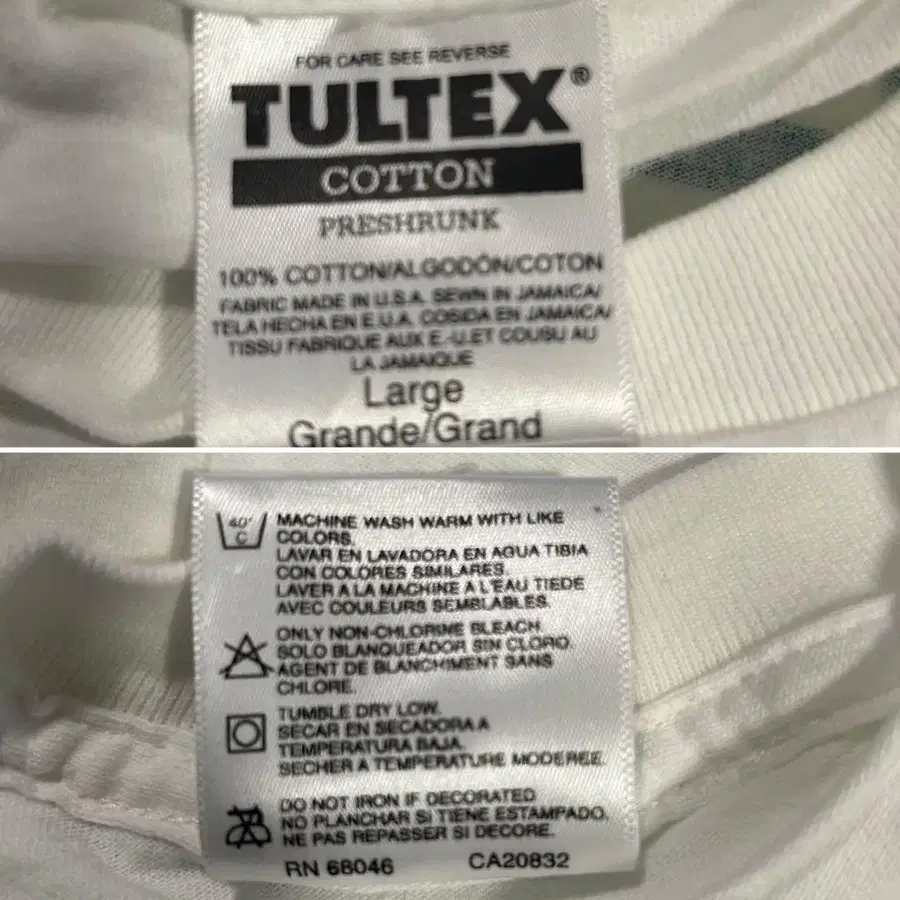 FOR CARE SEE REVERSE
TULTEX®
COTTON
PRESHRUNK
100% COTTON/ALGODÓN/COTON
FABRIC MADE IN U.S.A. SEWN IN JAMAICA/
TELA HECHA EN E.U.A. COSIDA EN JAMAICA/
TISSU FABRIQUE AUX E.-U.ET COUSU AU
LA JAMAIQUE
Large
Grande/Grand
40°
C
MACHINE WASH WARM WITH LIKE
COLORS.
LAVAR EN LAVADORA EN AGUA TIBIA
CON COLORES SIMILARES.
LAVER A LA MACHINE A L'EAU TIEDE
AVEC COULEURS SEMBLABLES.
ONLY NON-CHLORINE BLEACH.
SOLO BLANQUEADOR SIN CLORO.
AGENT DE BLANCHIMENT SANS
CHLORE.
TUMBLE DRY LOW.
SECAR EN SECADORA A
TEMPERATURA BAJA.
SECHER A TEMPERATURE MODEREE.
DO NOT IRON IF DECORATED
NO PLANCHAR SI TIENE ESTAMPADO.
NE PAS REPASSER SI DECORE.
RN 68046 CA20832